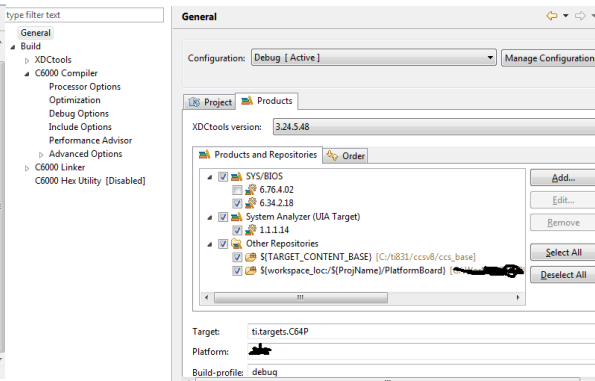 type filter text
General
Build
XDCtools
C6000 Compiler
Processor Options
Optimization
Debug Options
Include Options
Performance Advisor
Advanced Options
C6000 Linker
C6000 Hex Utility [Disabled]
General
Configuration: Debug [ Active ] Manage Configuration
Project Products
XDCtools version: 3.24.5.48
Products and Repositories Order
SYS/BIOS
6.76.4.02
6.34.2.18
System Analyzer (UIA Target)
1.1.1.14
Other Repositories
${TARGET_CONTENT_BASE} [C:/ti831/ccsv8/ccs_base]
${workspace_loc:/${ProjName}/PlatformBoard}
Add...
Edit...
Remove
Select All
Deselect All
Target: ti.targets.C64P
Platform:
Build-profile: debug